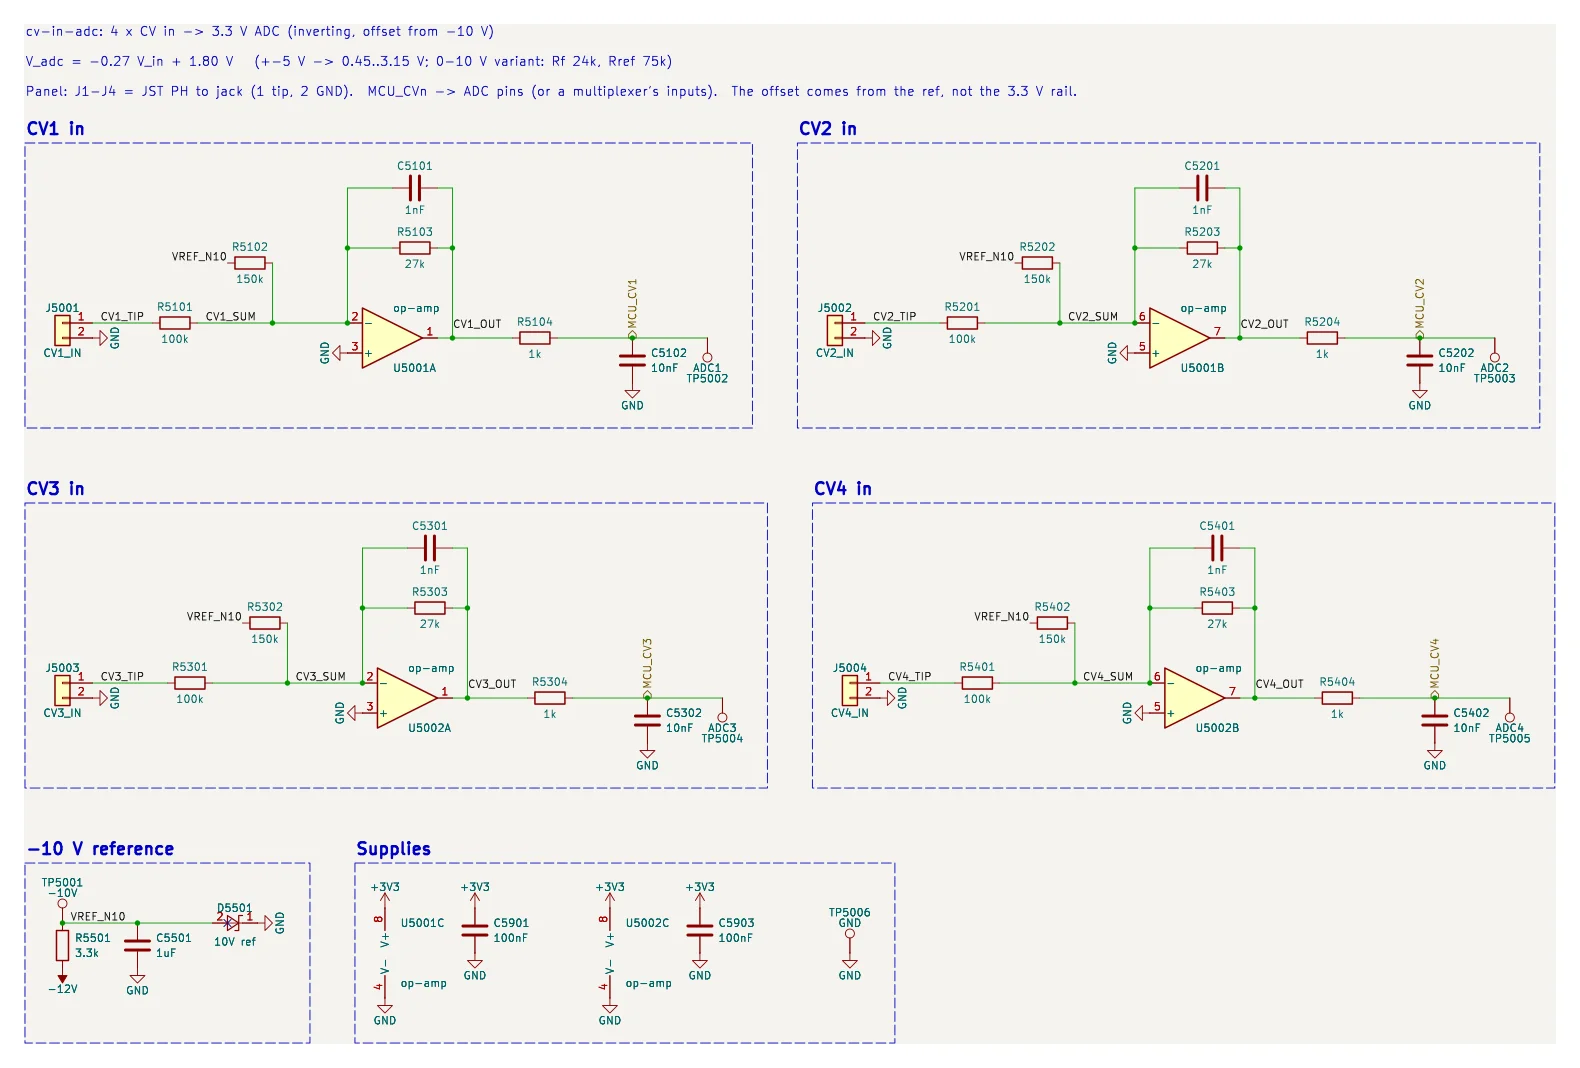 cv-in-adc: 4 x CV in -> 3.3 V ADC (inverting, offset from -10 V)
V_adc = -0.27 V_in + 1.80 V   (+-5 V -> 0.45..3.15 V; 0-10 V variant: Rf 24k, Rref 75k)
Panel: J1-J4 = JST PH to jack (1 tip, 2 GND).  MCU_CVn -> ADC pins (or a multiplexer's inputs).  The offset comes from the ref, not the 3.3 V rail.
CV1 in
C5101
1nF
R5103
27k
VREF_N10
R5102
150k
J5001
1
2
CV1_IN
GND
CV1_TIP
R5101
100k
CV1_SUM
op-amp
2
3
1
-
+
GND
U5001A
CV1_OUT
R5104
1k
MCU_CV1
C5102
10nF
GND
ADC1
TP5002
CV2 in
C5201
1nF
R5203
27k
VREF_N10
R5202
150k
J5002
1
2
CV2_IN
GND
CV2_TIP
R5201
100k
CV2_SUM
op-amp
6
5
7
-
+
GND
U5001B
CV2_OUT
R5204
1k
MCU_CV2
C5202
10nF
GND
ADC2
TP5003
CV3 in
C5301
1nF
R5303
27k
VREF_N10
R5302
150k
J5003
1
2
CV3_IN
GND
CV3_TIP
R5301
100k
CV3_SUM
op-amp
2
3
1
-
+
GND
U5002A
CV3_OUT
R5304
1k
MCU_CV3
C5302
10nF
GND
ADC3
TP5004
CV4 in
C5401
1nF
R5403
27k
VREF_N10
R5402
150k
J5004
1
2
CV4_IN
GND
CV4_TIP
R5401
100k
CV4_SUM
op-amp
6
5
7
-
+
GND
U5002B
CV4_OUT
R5404
1k
MCU_CV4
C5402
10nF
GND
ADC4
TP5005
-10 V reference
TP5001
-10V
VREF_N10
R5501
3.3k
-12V
C5501
1uF
GND
D5501
2
1
10V ref
GND
Supplies
+3V3
8
V+
U5001C
V-
4
op-amp
GND
+3V3
C5901
100nF
GND
+3V3
8
V+
U5002C
V-
4
op-amp
GND
+3V3
C5903
100nF
GND
TP5006
GND